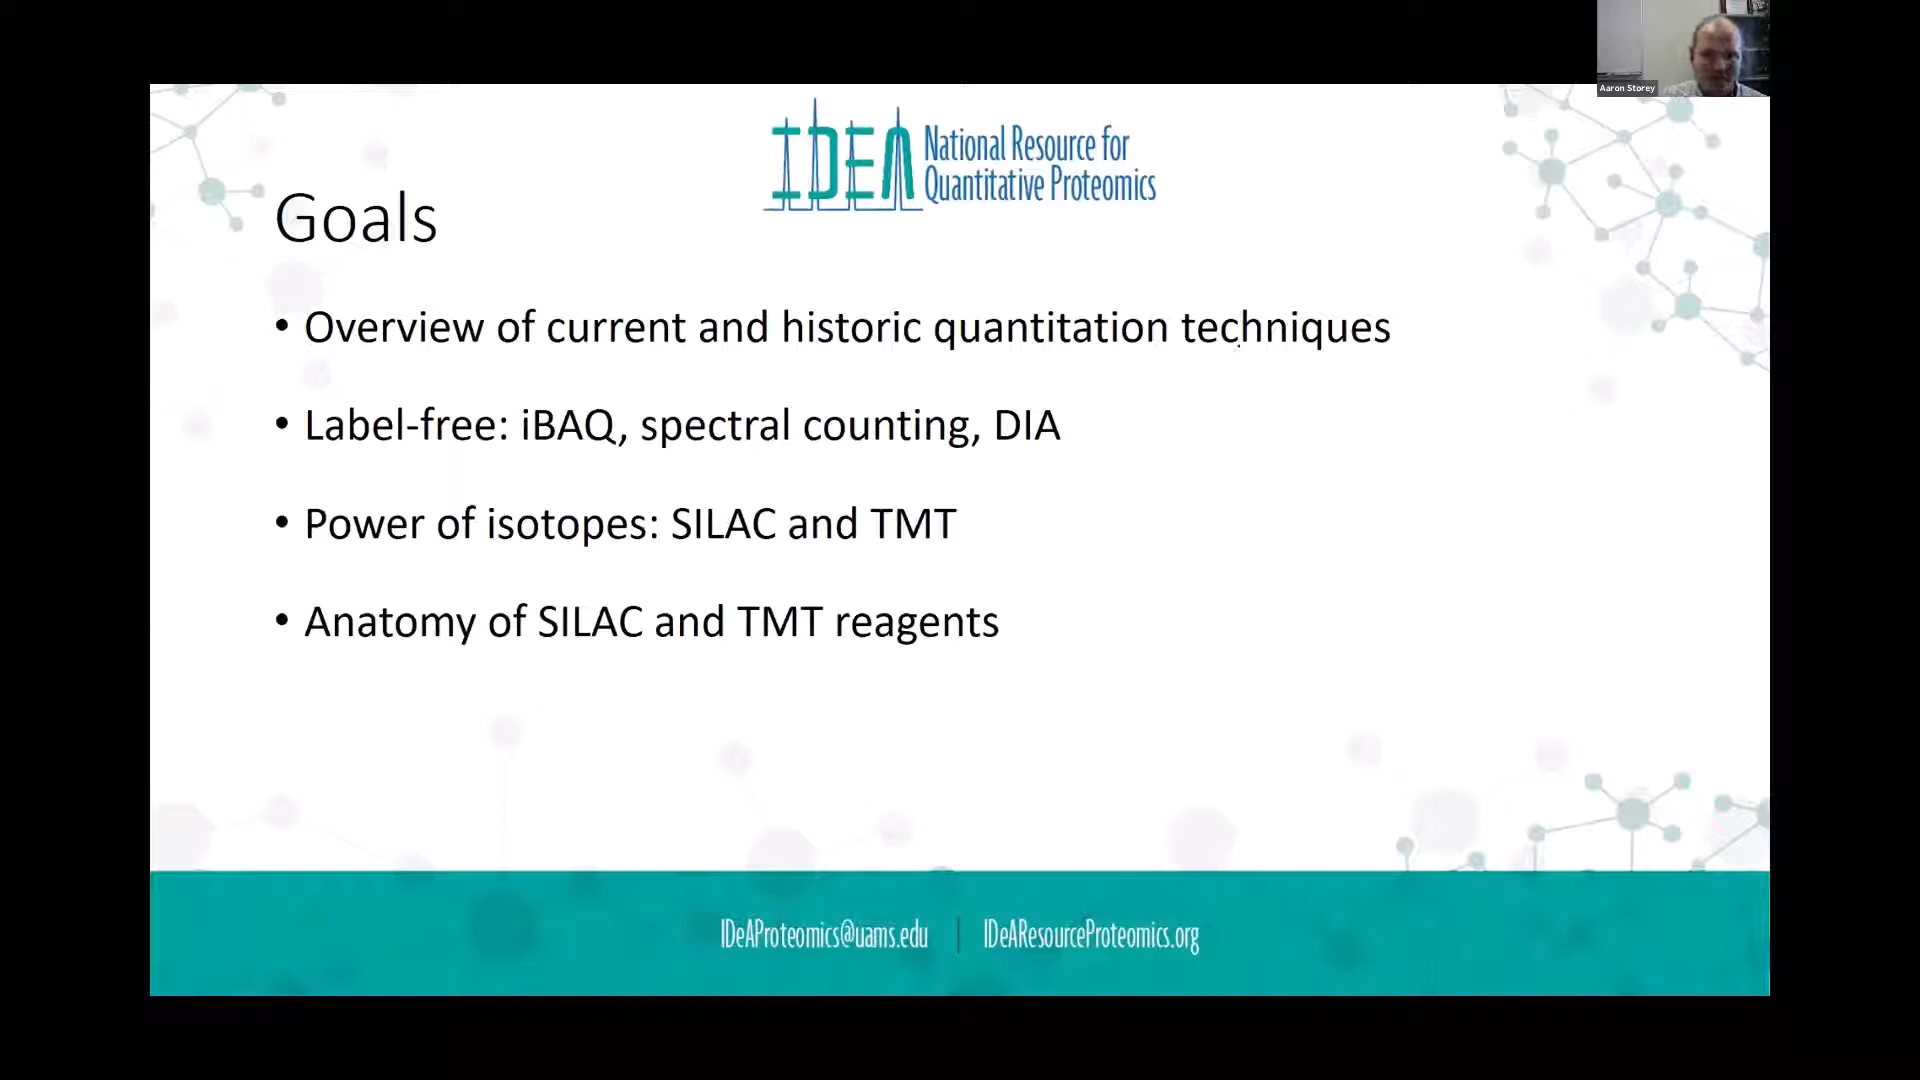 Aaron Storey
IDEA National Resource for
Quantitative Proteomics
Goals
• Overview of current and historic quantitation techniques
• Label-free: iBAQ, spectral counting, DIA
• Power of isotopes: SILAC and TMT
• Anatomy of SILAC and TMT reagents
IDeAProteomics@uams.edu | IDeAResourceProteomics.org